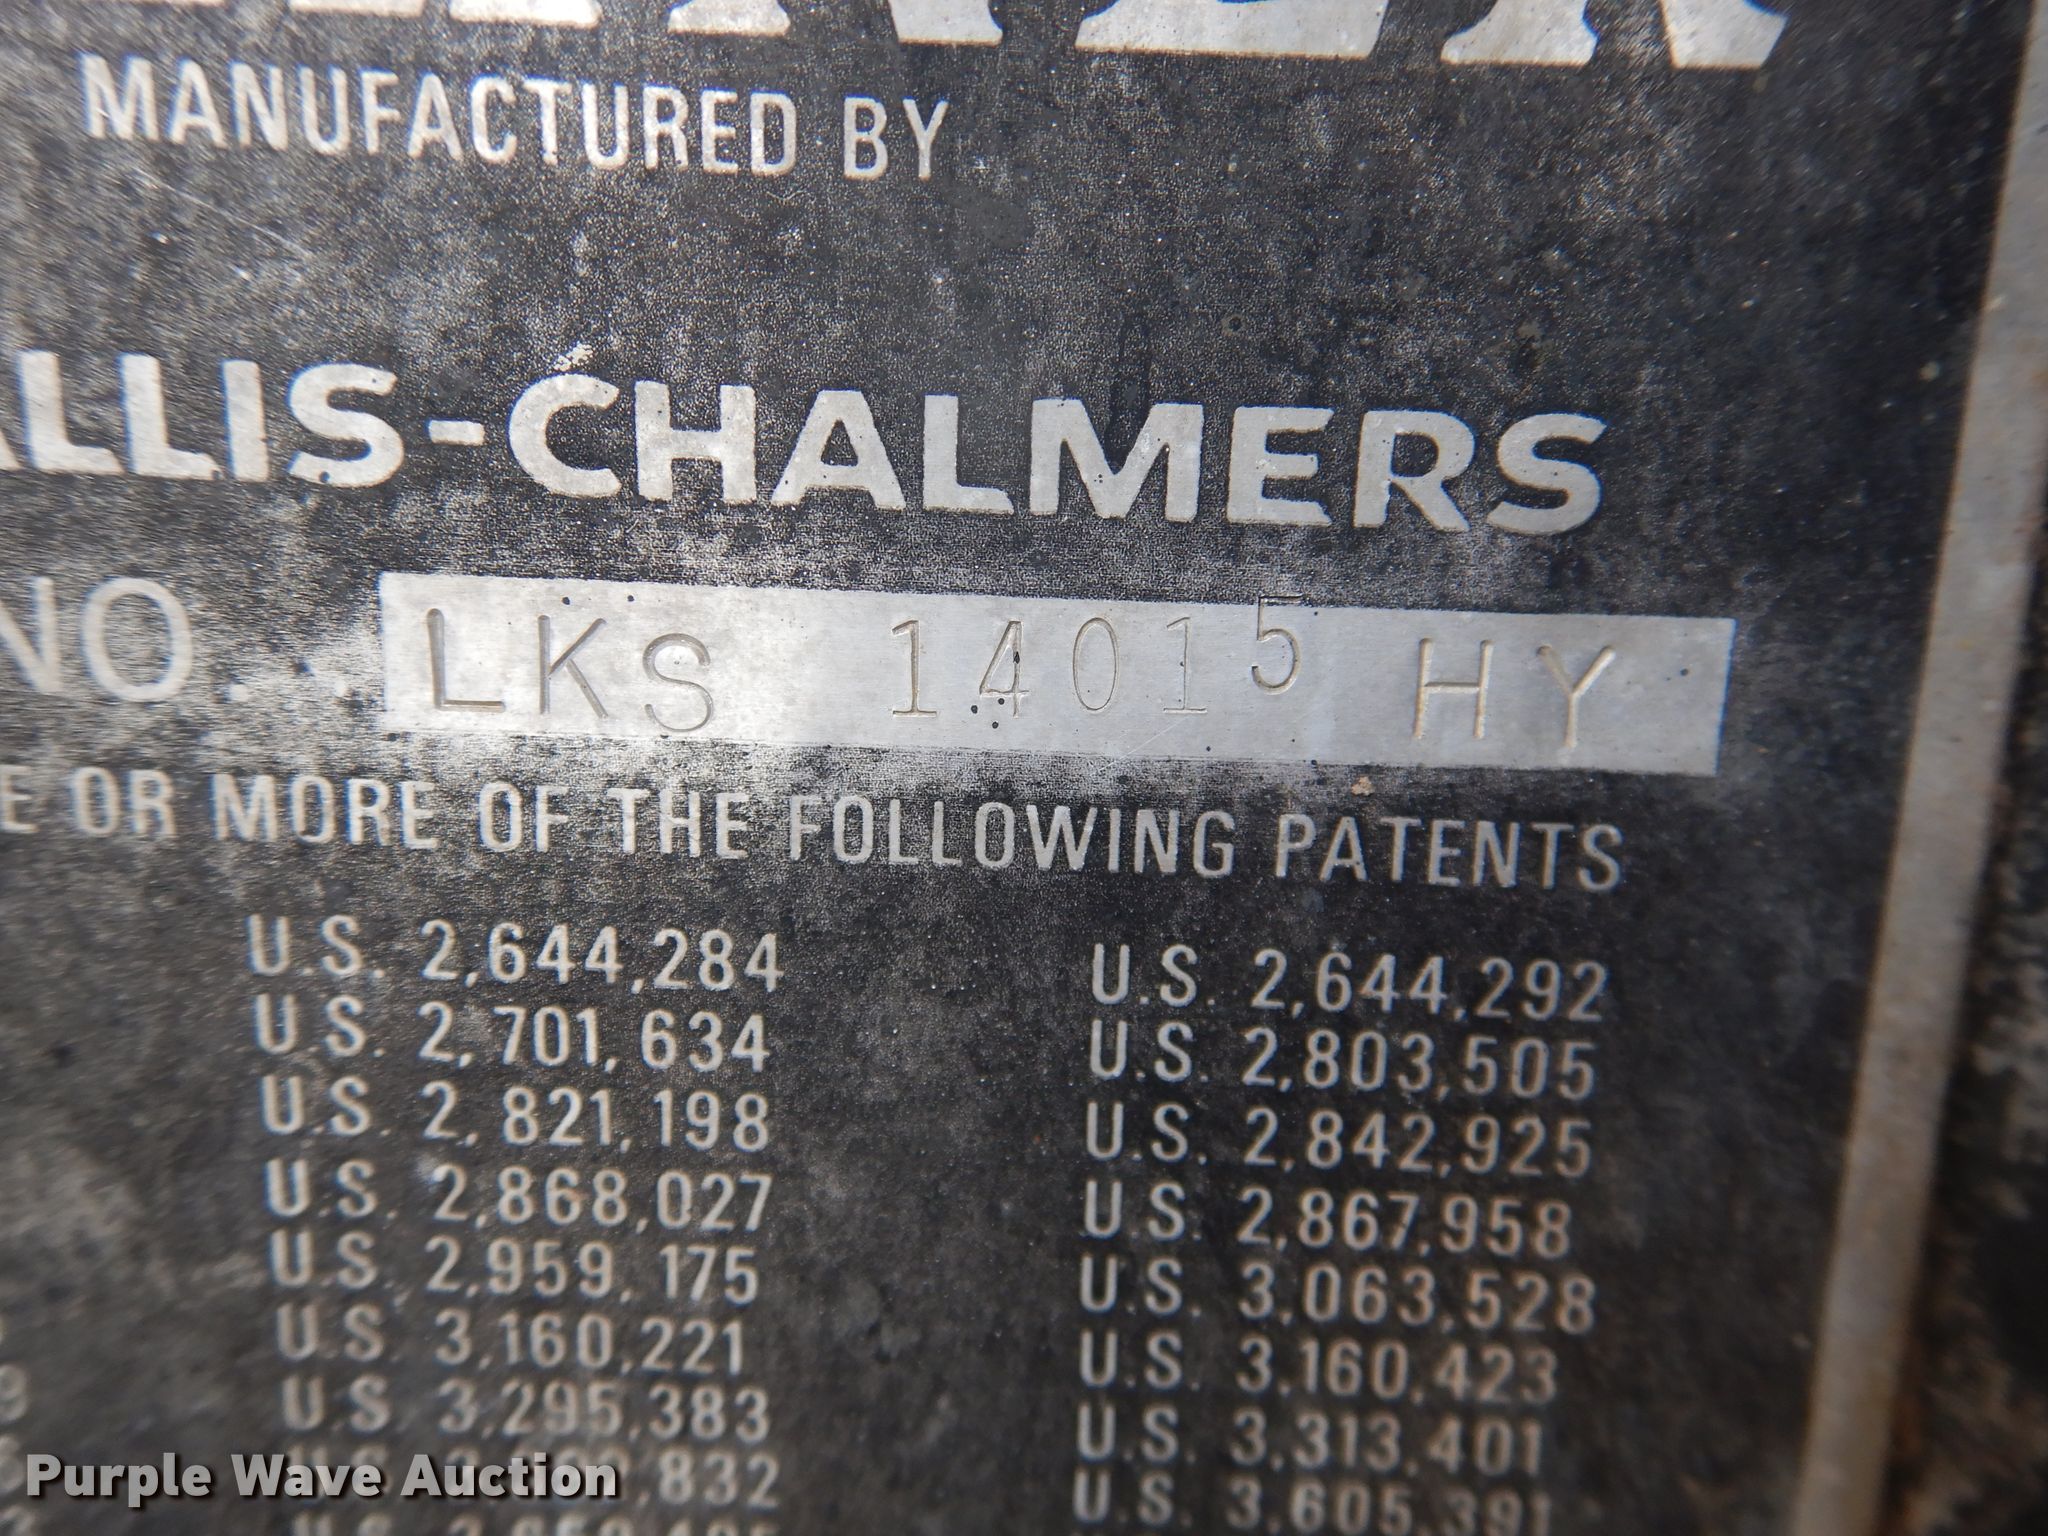 MANUFACTURED BY
ALLIS-CHALMERS
NO. . LKS 14015 HY
E OR MORE OF THE FOLLOWING PATENTS
U.S. 2,644,284 U.S. 2,644,292
U.S. 2,701,634 U.S. 2,803,505
U.S. 2,821,198 U.S. 2,842,925
U.S. 2,868,027 U.S. 2,867,958
U.S. 2,959,175 U.S. 3,063,528
U.S. 3,160,221 U.S. 3,160,423
U.S. 3,295,383 U.S. 3,313,401
U.S. 3,605,391
Purple Wave Auction